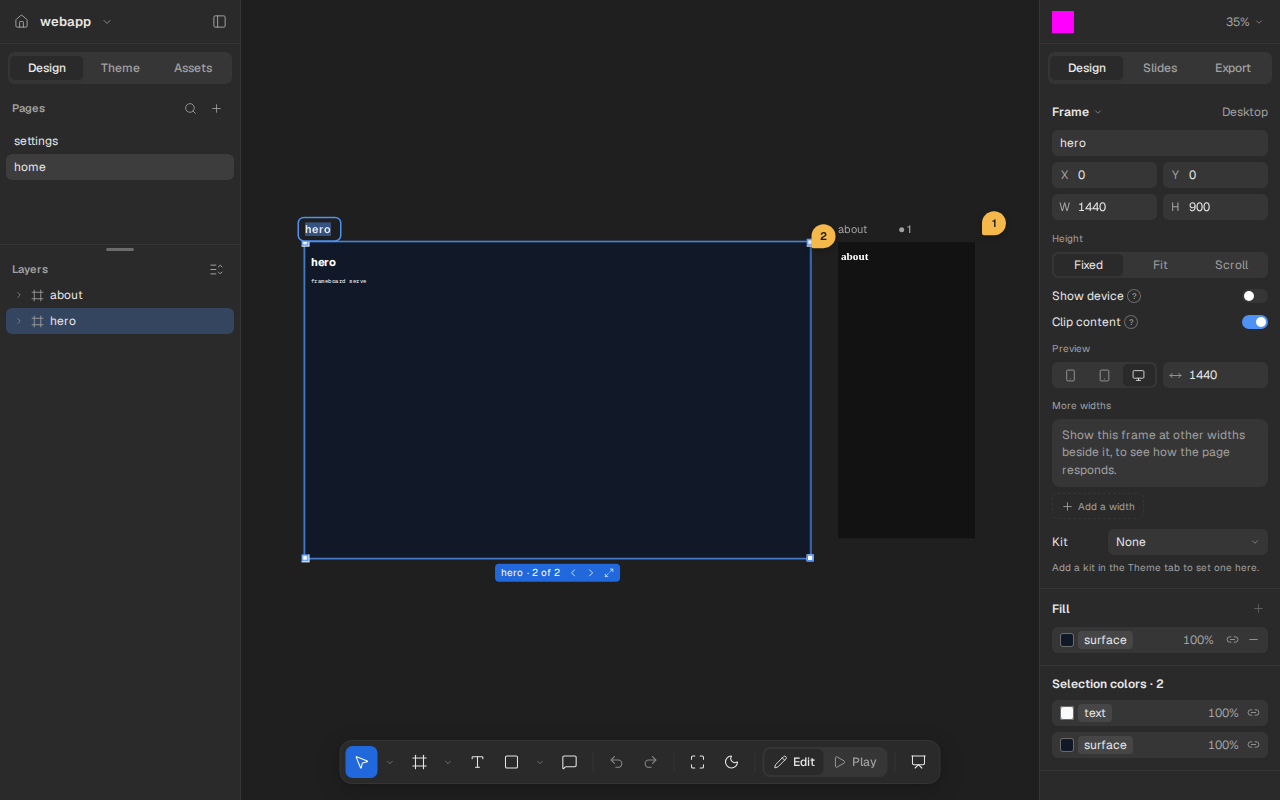 webapp
Design
Theme
Assets
Pages
settings
home
Layers
about
hero
hero
2
about
1
1
hero
frameboard serve
about
hero · 2 of 2
Edit
Play
35%
Design
Slides
Export
Frame
Desktop
hero
X 0
Y 0
W 1440
H 900
Height
Fixed
Fit
Scroll
Show device ?
Clip content ?
Preview
1440
More widths
Show this frame at other widths
beside it, to see how the page
responds.
Add a width
Kit
None
Add a kit in the Theme tab to set one here.
Fill
surface 100%
Selection colors · 2
text 100%
surface 100%